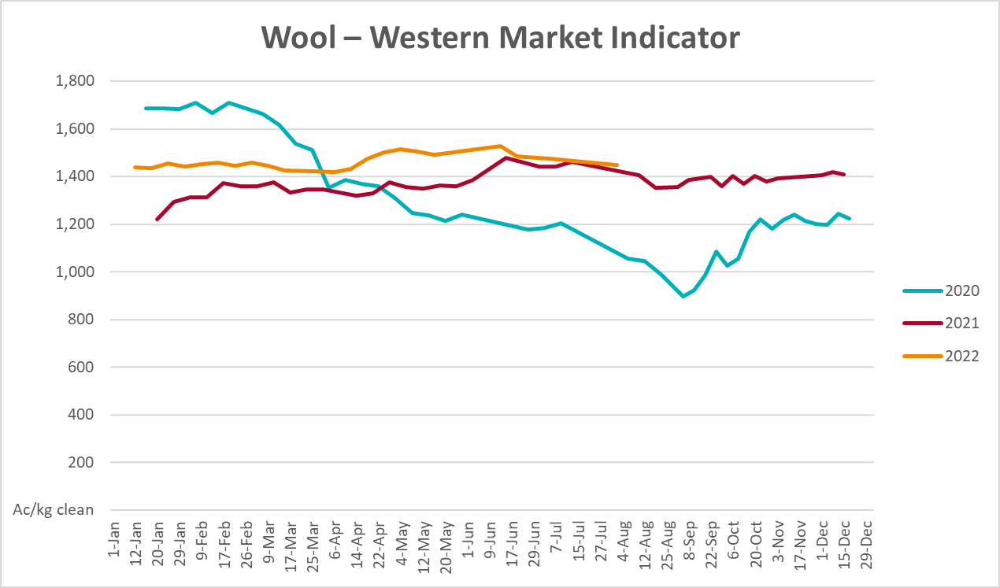 Wool – Western Market Indicator
1,800
1,600
1,400
1,200
1,000
800
600
400
200
Ac/kg clean
2020
2021
2022
1-Jan
12-Jan
20-Jan
29-Jan
9-Feb
17-Feb
26-Feb
9-Mar
17-Mar
25-Mar
6-Apr
14-Apr
22-Apr
4-May
12-May
20-May
1-Jun
9-Jun
17-Jun
29-Jun
7-Jul
15-Jul
27-Jul
4-Aug
12-Aug
25-Aug
8-Sep
22-Sep
6-Oct
20-Oct
3-Nov
17-Nov
1-Dec
15-Dec
29-Dec